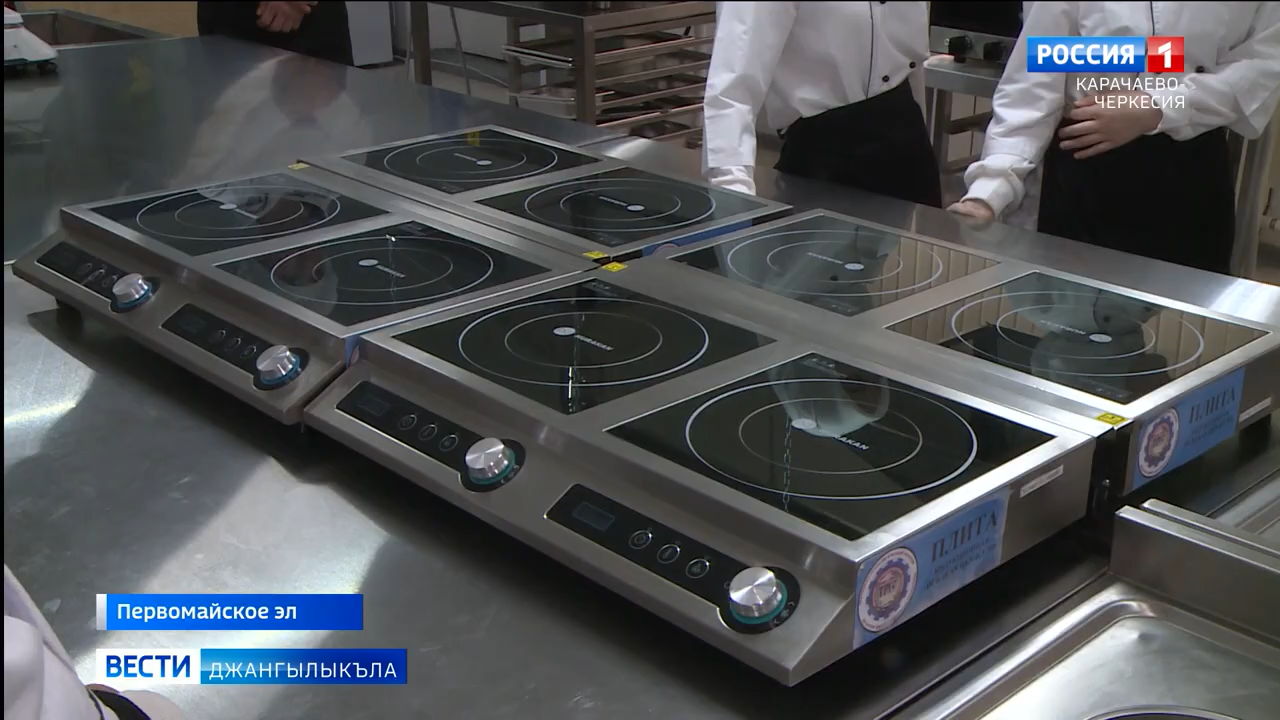 РОССИЯ 1
КАРАЧАЕВО-
ЧЕРКЕСИЯ
ПЛИТА
ПЛИТА
Первомайское эл
ВЕСТИ ДЖАНГЫЛЫКЪЛА